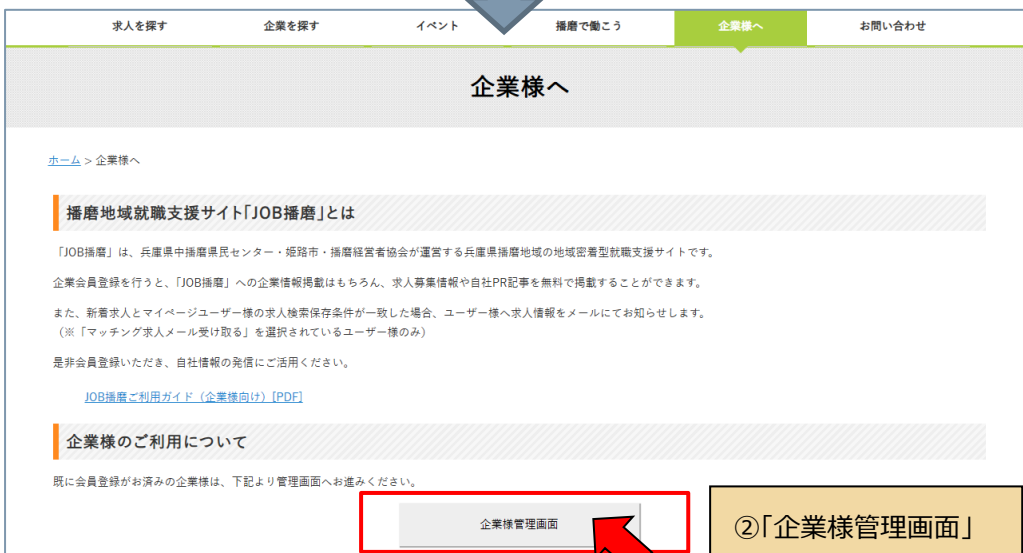 求人を探す 企業を探す イベント 播磨で働こう 企業様へ お問い合わせ
企業様へ
ホーム > 企業様へ
播磨地域就職支援サイト「JOB播磨」とは
「JOB播磨」は、兵庫県中播磨県民センター・姫路市・播磨経営者協会が運営する兵庫県播磨地域の地域密着型就職支援サイトです。
企業会員登録を行うと、「JOB播磨」への企業情報掲載はもちろん、求人募集情報や自社PR記事を無料で掲載することができます。
また、新着求人とマイページユーザー様の求人検索保存条件が一致した場合、ユーザー様へ求人情報をメールにてお知らせします。
（※「マッチング求人メール受け取る」を選択されているユーザー様のみ）
是非会員登録いただき、自社情報の発信にご活用ください。
JOB播磨ご利用ガイド（企業様向け）[PDF]
企業様のご利用について
既に会員登録がお済みの企業様は、下記より管理画面へお進みください。
企業様管理画面
②「企業様管理画面」